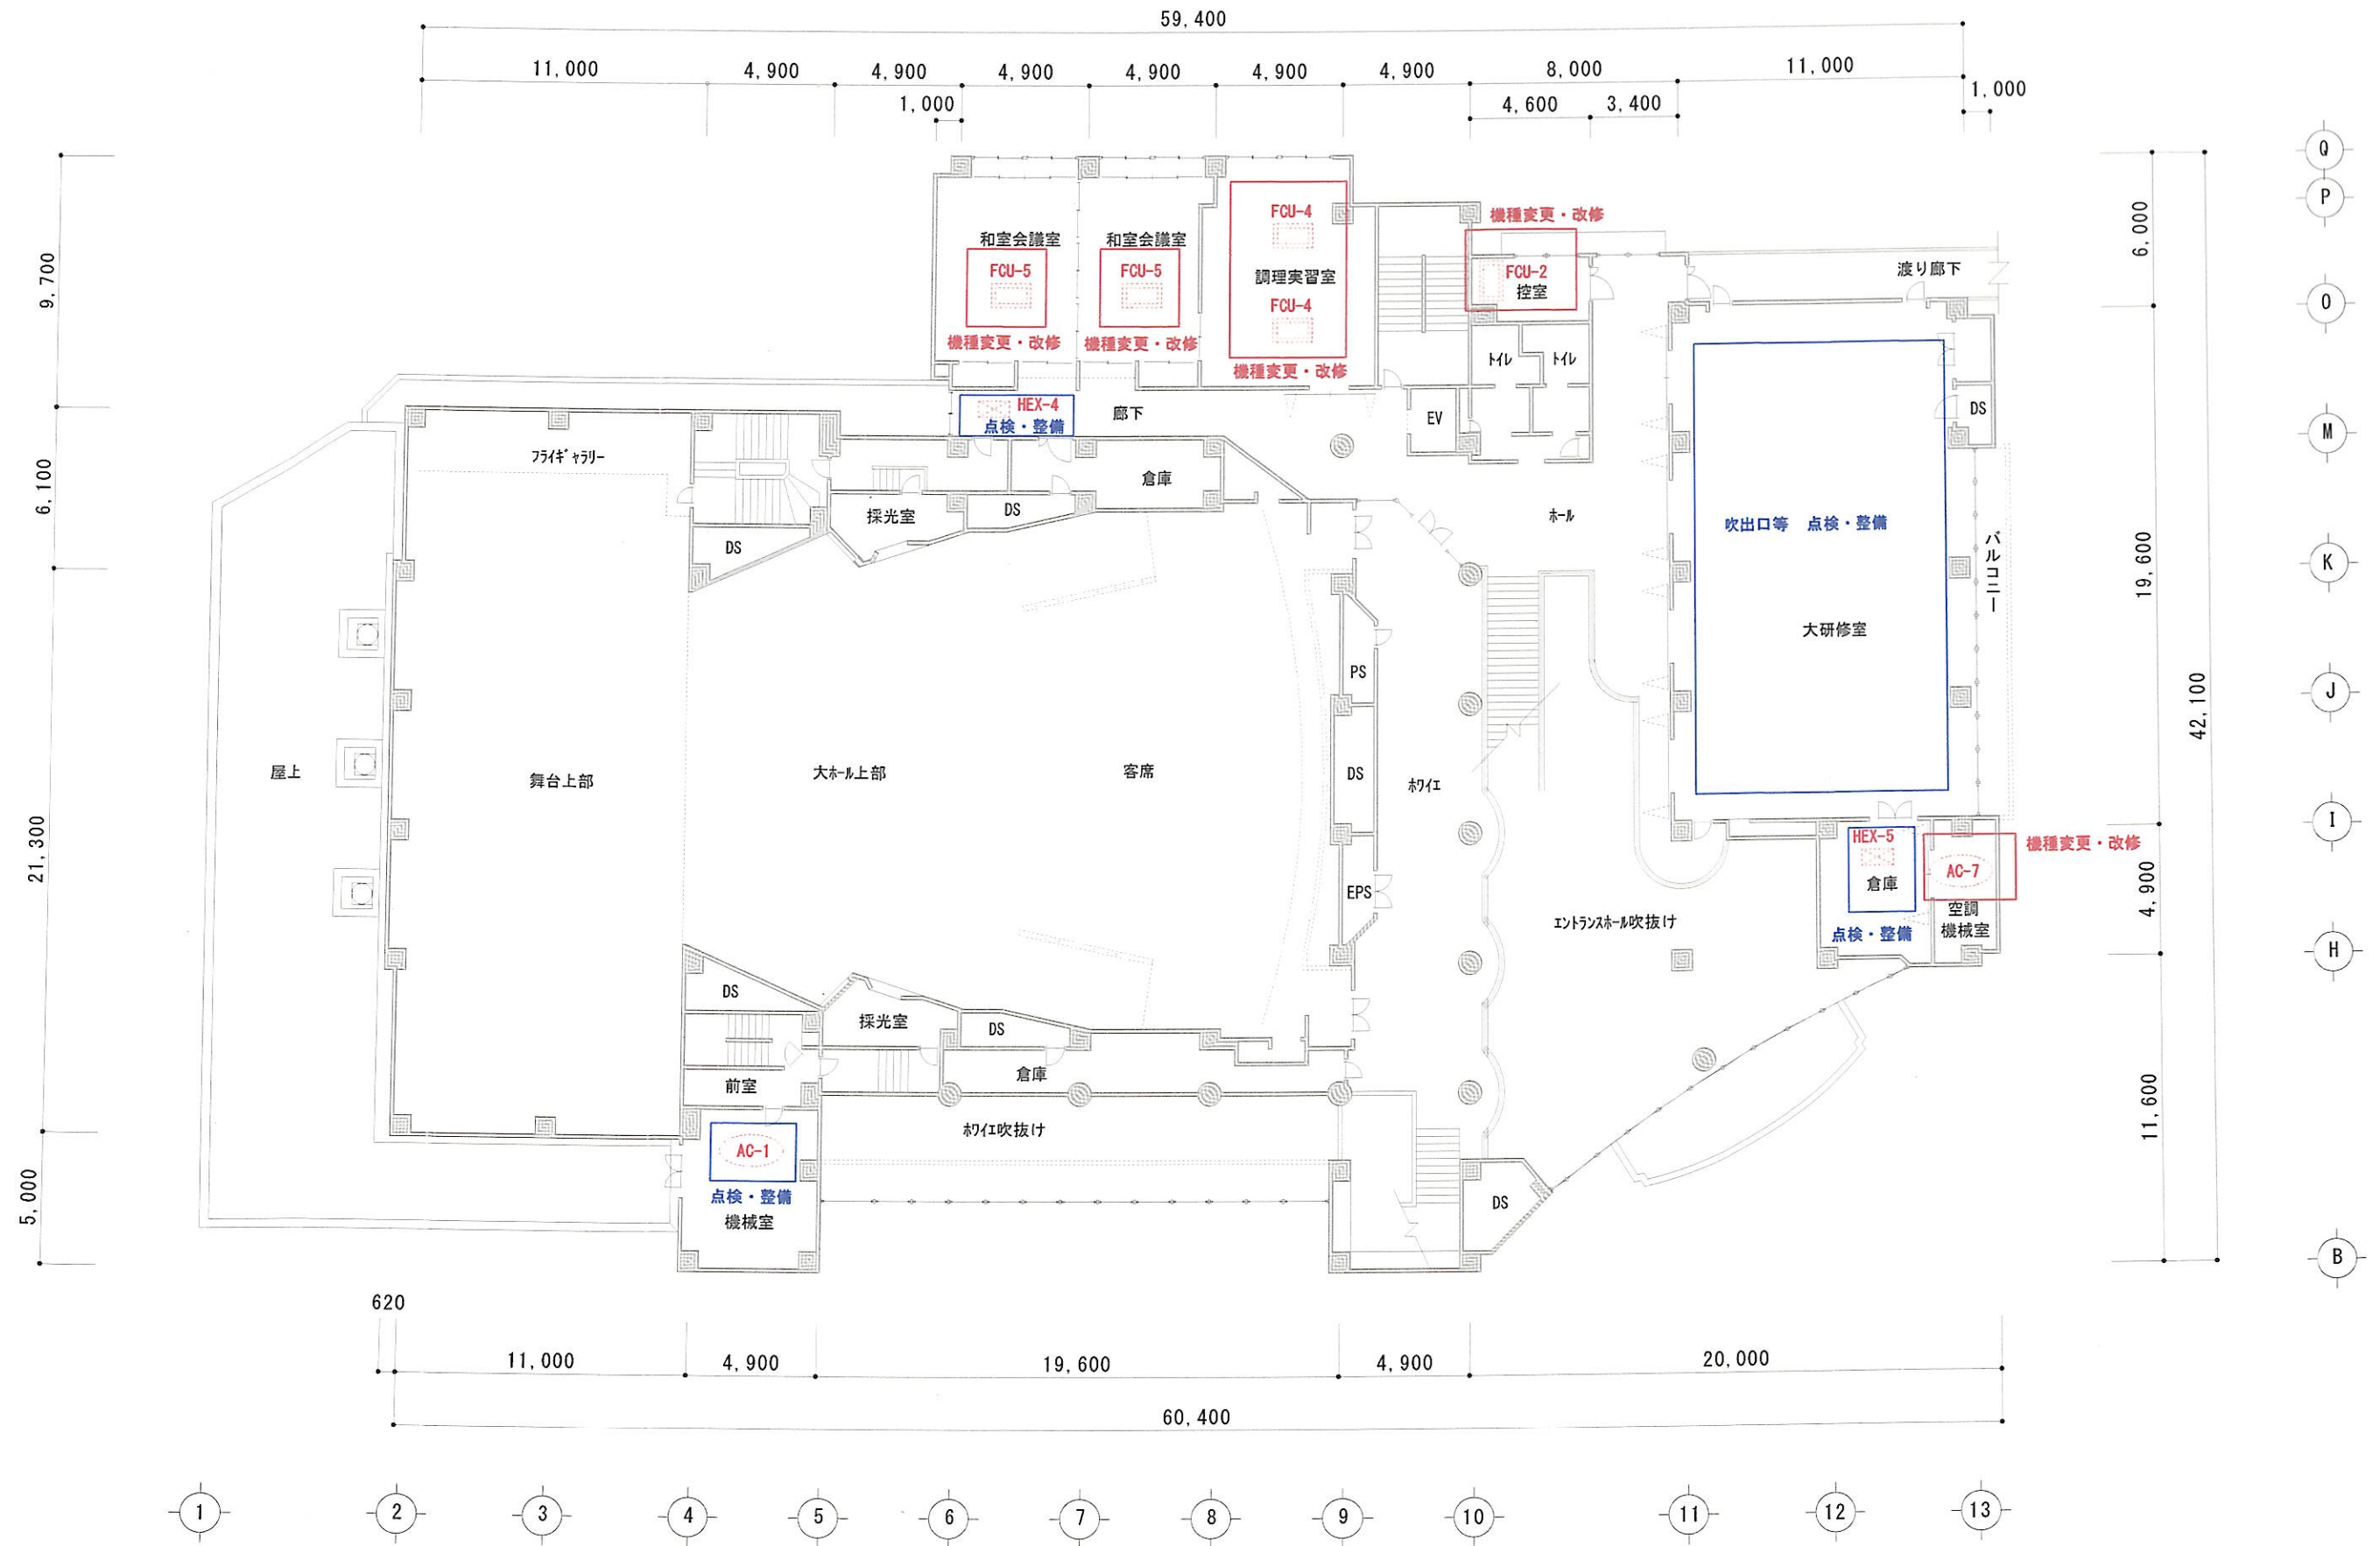 59,400
11,000
4,900
4,900
4,900
4,900
4,900
4,900
8,000
11,000
1,000
4,600
3,400
1,000
Q
P
O
M
K
J
I
H
B
9,700
6,100
21,300
5,000
6,000
19,600
42,100
4,900
11,600
和室会議室
FCU-5
機種変更・改修
和室会議室
FCU-5
機種変更・改修
FCU-4
調理実習室
FCU-4
機種変更・改修
機種変更・改修
FCU-2
控室
渡り廊下
トイレ
トイレ
HEX-4
点検・整備
廊下
EV
DS
フライギャラリー
倉庫
採光室
DS
DS
ホール
吹出口等 点検・整備
バルコニー
大研修室
PS
屋上
舞台上部
大ホール上部
客席
DS
ホワイエ
EPS
エントランスホール吹抜け
HEX-5
倉庫
点検・整備
AC-7
機種変更・改修
空調
機械室
DS
採光室
DS
前室
倉庫
ホワイエ吹抜け
AC-1
点検・整備
機械室
DS
620
11,000
4,900
19,600
4,900
20,000
60,400
1
2
3
4
5
6
7
8
9
10
11
12
13